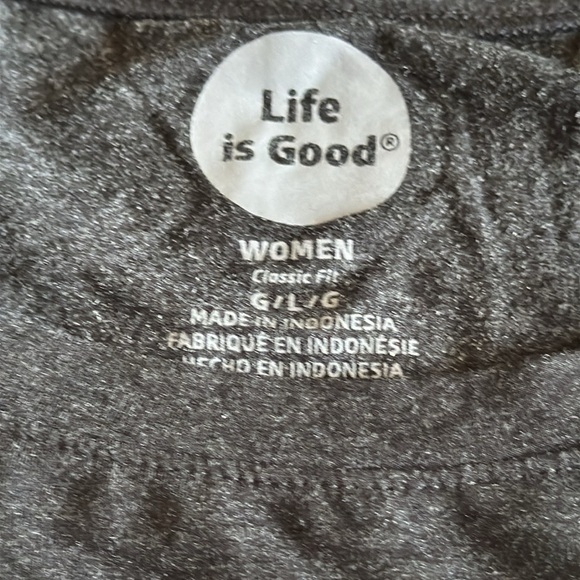 Life
is Good®
WOMEN
Classic Fit
G/L/G
MADE IN INDONESIA
FABRIQUÉ EN INDONÉSIE
HECHO EN INDONESIA